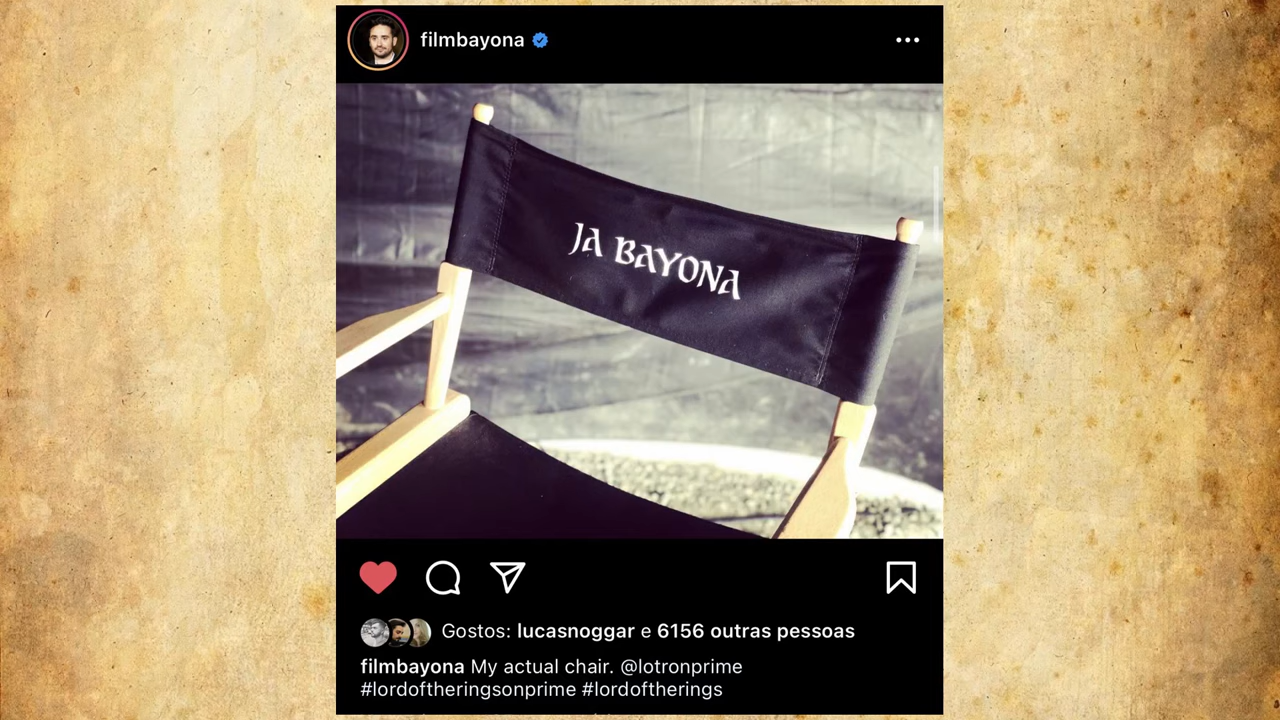 filmbayona
JA BAYONA
Gostos: lucasnoggar e 6156 outras pessoas
filmbayona My actual chair. @lotronprime
#lordoftheringsonprime #lordoftherings